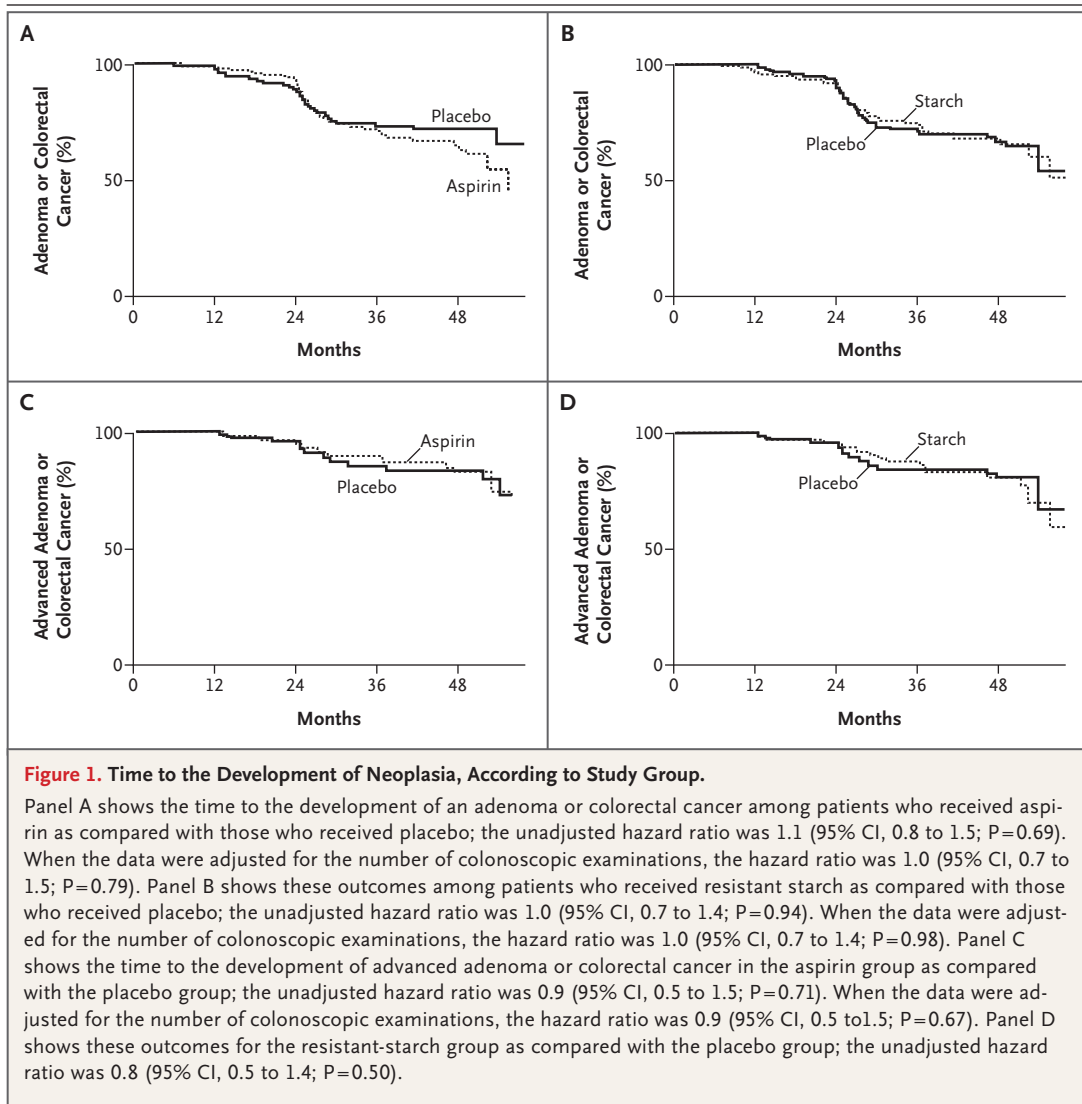 A
Adenoma or Colorectal
Cancer (%)
100
50
0
0 12 24 36 48
Months
Placebo
Aspirin
B
Adenoma or Colorectal
Cancer (%)
100
50
0
0 12 24 36 48
Months
Starch
Placebo
C
Advanced Adenoma or
Colorectal Cancer (%)
100
50
0
0 12 24 36 48
Months
Aspirin
Placebo
D
Advanced Adenoma or
Colorectal Cancer (%)
100
50
0
0 12 24 36 48
Months
Starch
Placebo
Figure 1. Time to the Development of Neoplasia, According to Study Group.
Panel A shows the time to the development of an adenoma or colorectal cancer among patients who received aspi-
rin as compared with those who received placebo; the unadjusted hazard ratio was 1.1 (95% CI, 0.8 to 1.5; P=0.69).
When the data were adjusted for the number of colonoscopic examinations, the hazard ratio was 1.0 (95% CI, 0.7 to
1.5; P=0.79). Panel B shows these outcomes among patients who received resistant starch as compared with those
who received placebo; the unadjusted hazard ratio was 1.0 (95% CI, 0.7 to 1.4; P=0.94). When the data were adjust-
ed for the number of colonoscopic examinations, the hazard ratio was 1.0 (95% CI, 0.7 to 1.4; P=0.98). Panel C
shows the time to the development of advanced adenoma or colorectal cancer in the aspirin group as compared
with the placebo group; the unadjusted hazard ratio was 0.9 (95% CI, 0.5 to 1.5; P=0.71). When the data were ad-
justed for the number of colonoscopic examinations, the hazard ratio was 0.9 (95% CI, 0.5 to1.5; P=0.67). Panel D
shows these outcomes for the resistant-starch group as compared with the placebo group; the unadjusted hazard
ratio was 0.8 (95% CI, 0.5 to 1.4; P=0.50).